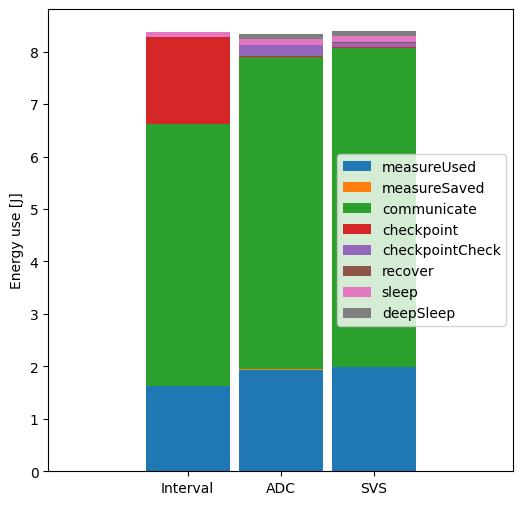 Energy use [J]
8
7
6
5
4
3
2
1
0
Interval
ADC
SVS
measureUsed
measureSaved
communicate
checkpoint
checkpointCheck
recover
sleep
deepSleep